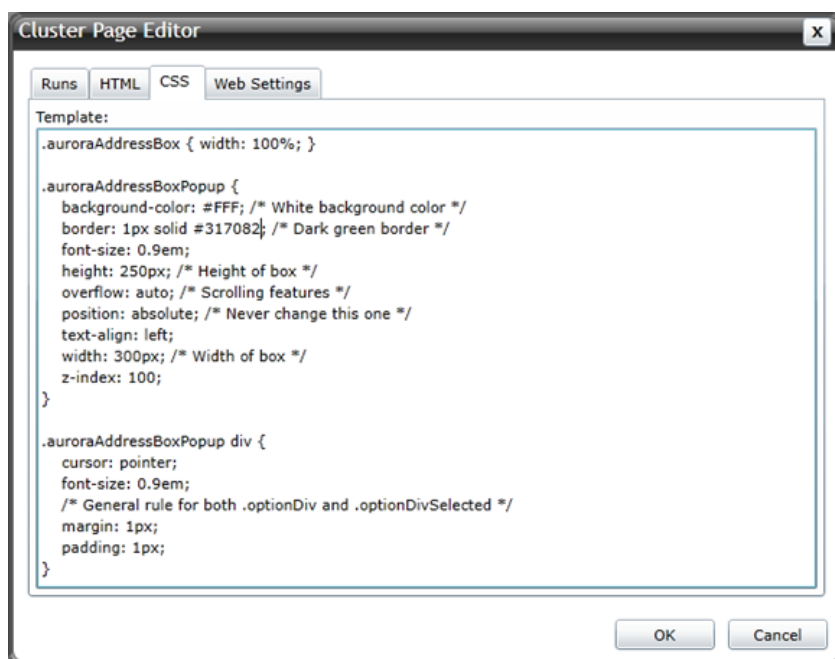 Cluster Page Editor
X
Runs HTML CSS Web Settings
Template:
.auroraAddressBox { width: 100%; }
.auroraAddressBoxPopup {
background-color: #FFF; /* White background color */
border: 1px solid #317082; /* Dark green border */
font-size: 0.9em;
height: 250px; /* Height of box */
overflow: auto; /* Scrolling features */
position: absolute; /* Never change this one */
text-align: left;
width: 300px; /* Width of box */
z-index: 100;
}
.auroraAddressBoxPopup div {
cursor: pointer;
font-size: 0.9em;
/* General rule for both .optionDiv and .optionDivSelected */
margin: 1px;
padding: 1px;
}
OK Cancel